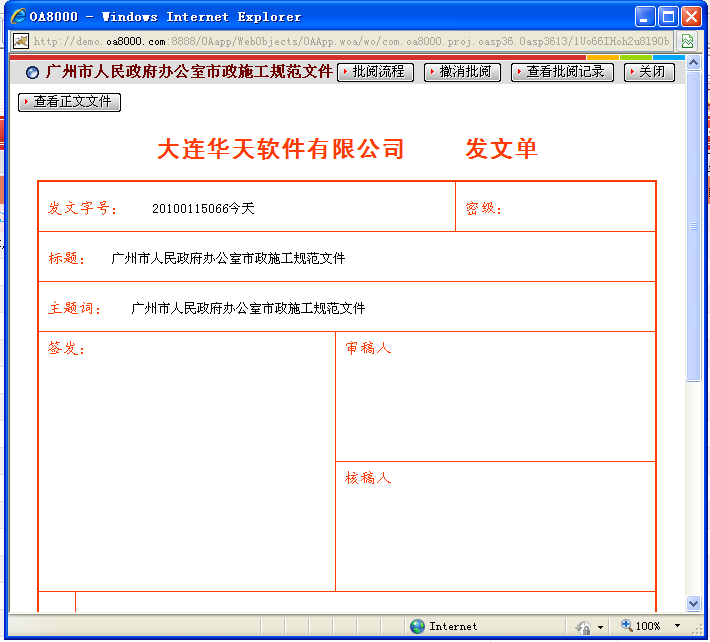 OA8000 - Windows Internet Explorer
http://demo.oa8000.com:8888/OAapp/WebObjects/OAApp.woa/wo/com.oa8000.proj.oasp36.Oasp3613/
广州市人民政府办公室市政施工规范文件 批阅流程 撤消批阅 查看批阅记录 关闭
查看正文文件
大连华天软件有限公司 发文单
发文字号： 20100115066今天 密级：
标题： 广州市人民政府办公室市政施工规范文件
主题词： 广州市人民政府办公室市政施工规范文件
签发： 审稿人
核稿人
Internet 100%